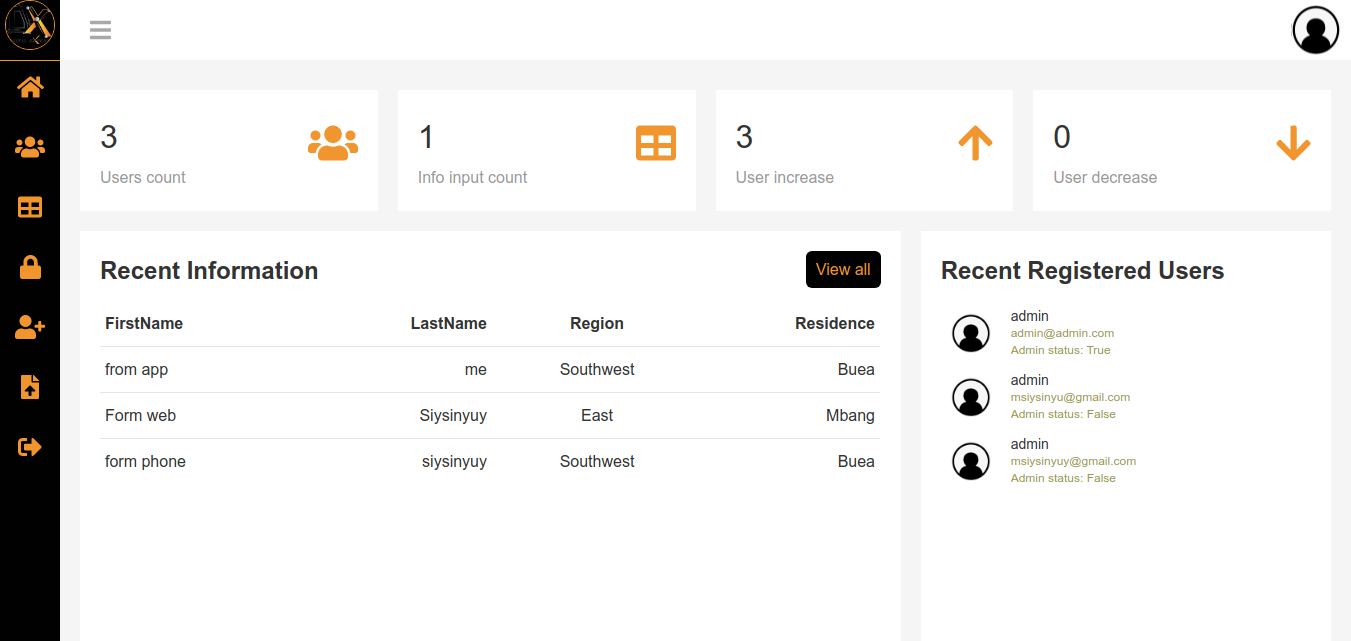 3
Users count
1
Info input count
3
User increase
0
User decrease
Recent Information
View all
FirstName LastName Region Residence
from app me Southwest Buea
Form web Siysinyuy East Mbang
form phone siysinyuy Southwest Buea
Recent Registered Users
admin
admin@admin.com
Admin status: True
admin
msiysinyu@gmail.com
Admin status: False
admin
msiysinyuy@gmail.com
Admin status: False